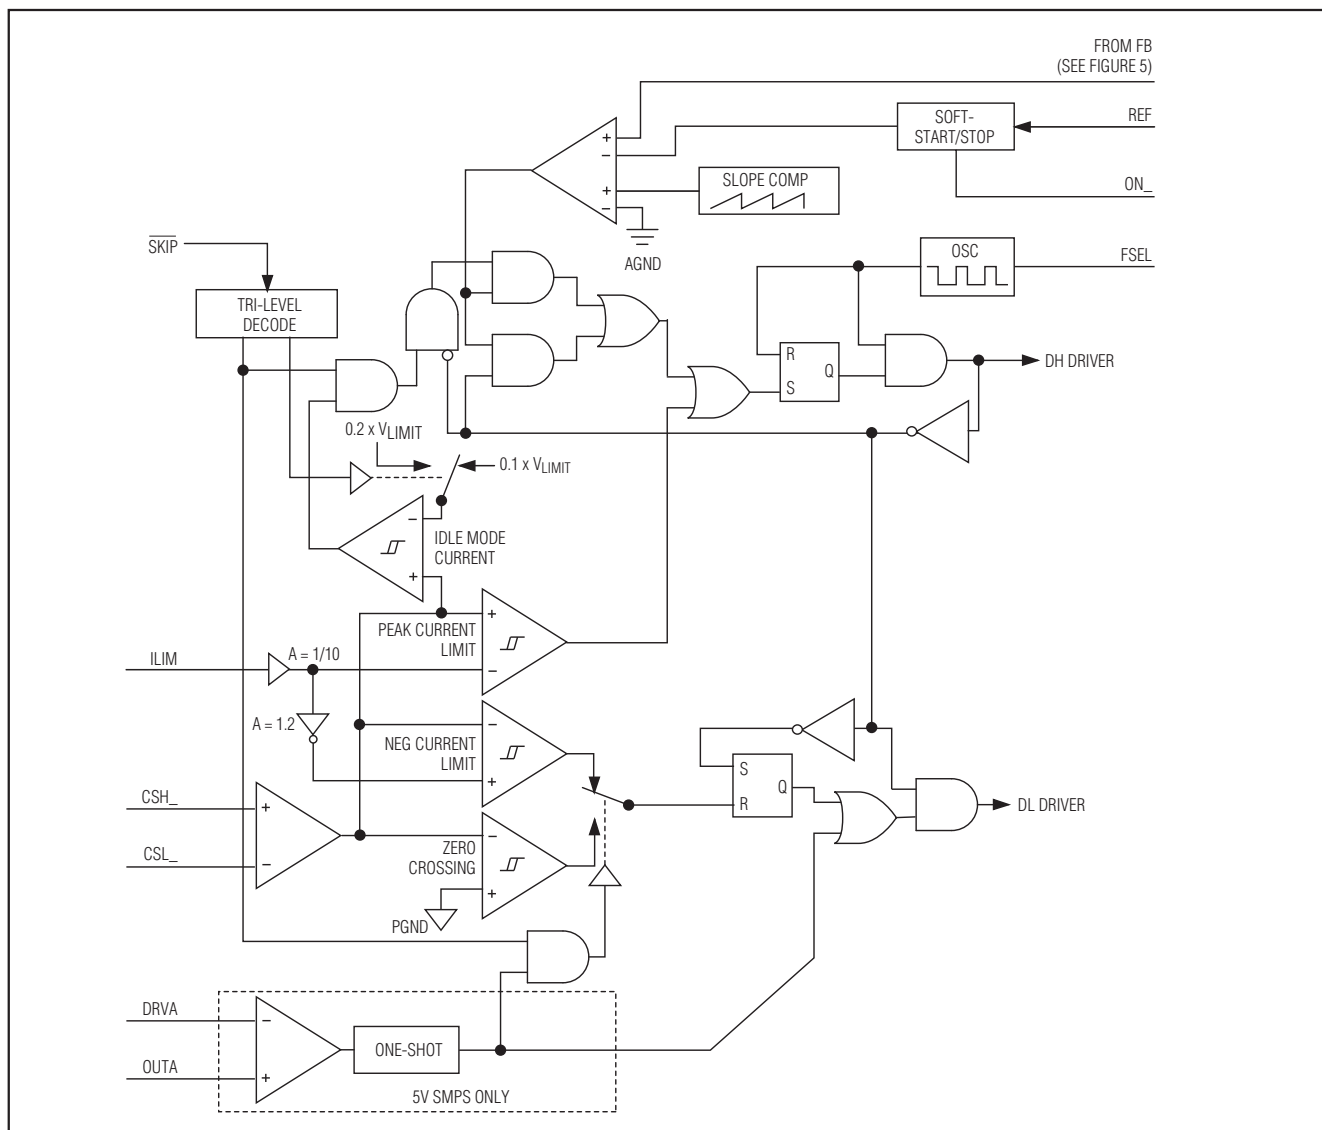 FROM FB
(SEE FIGURE 5)
SOFT-
START/STOP
REF
SLOPE COMP
ON_
+
−
+
−
AGND
SKIP
OSC
FSEL
TRI-LEVEL
DECODE
R
S
Q
DH DRIVER
0.2 x VLIMIT
0.1 x VLIMIT
−
IDLE MODE
CURRENT
+
+
PEAK CURRENT
LIMIT
−
ILIM
A = 1/10
A = 1.2
−
NEG CURRENT
LIMIT
+
S
R
Q
DL DRIVER
CSH_
+
CSL_
−
−
ZERO
CROSSING
+
PGND
DRVA
−
ONE-SHOT
OUTA
+
5V SMPS ONLY